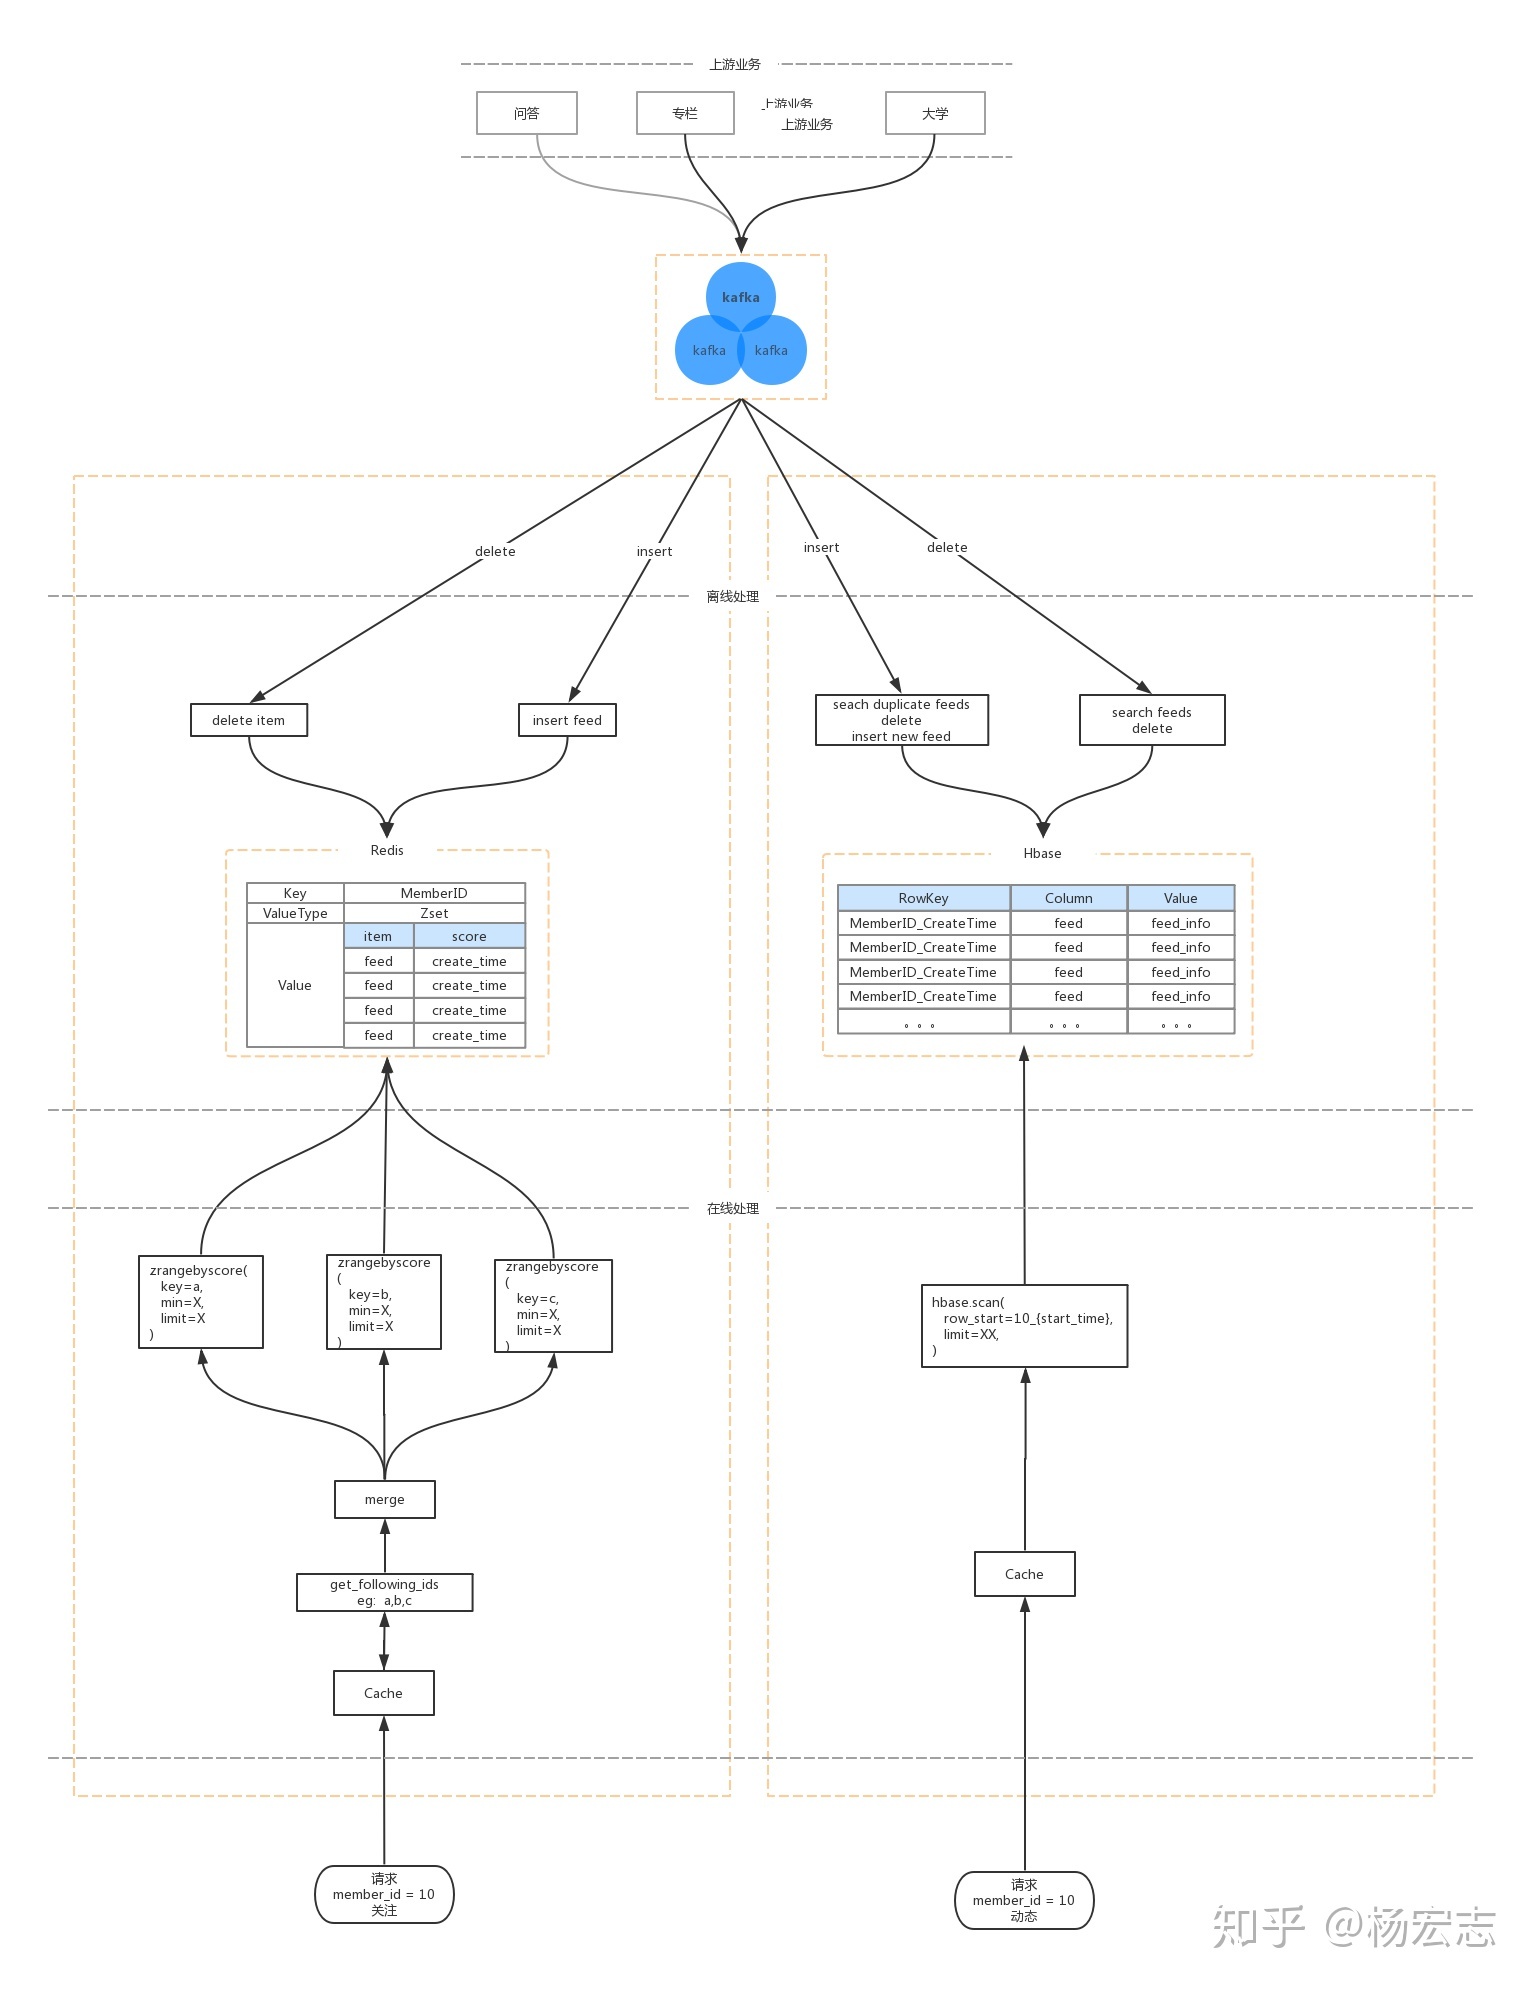 上游业务
问答
专栏
上游业务
上游业务
大学
kafka
kafka
kafka
delete
insert
insert
delete
离线处理
delete item
insert feed
seach duplicate feeds
delete
insert new feed
search feeds
delete
Redis
Key
MemberID
ValueType
Zset
Value
item
score
feed
create_time
feed
create_time
feed
create_time
feed
create_time
Hbase
RowKey
Column
Value
MemberID_CreateTime
feed
feed_info
MemberID_CreateTime
feed
feed_info
MemberID_CreateTime
feed
feed_info
MemberID_CreateTime
feed
feed_info
。。。
。。。
。。。
在线处理
zrangebyscore(
key=a,
min=X,
limit=X
)
zrangebyscore
(
key=b,
min=X,
limit=X
)
zrangebyscore
(
key=c,
min=X,
limit=X
)
hbase.scan(
row_start=10_{start_time},
limit=XX,
)
merge
get_following_ids
eg: a,b,c
Cache
Cache
请求
member_id = 10
关注
请求
member_id = 10
动态
知乎 @杨宏志